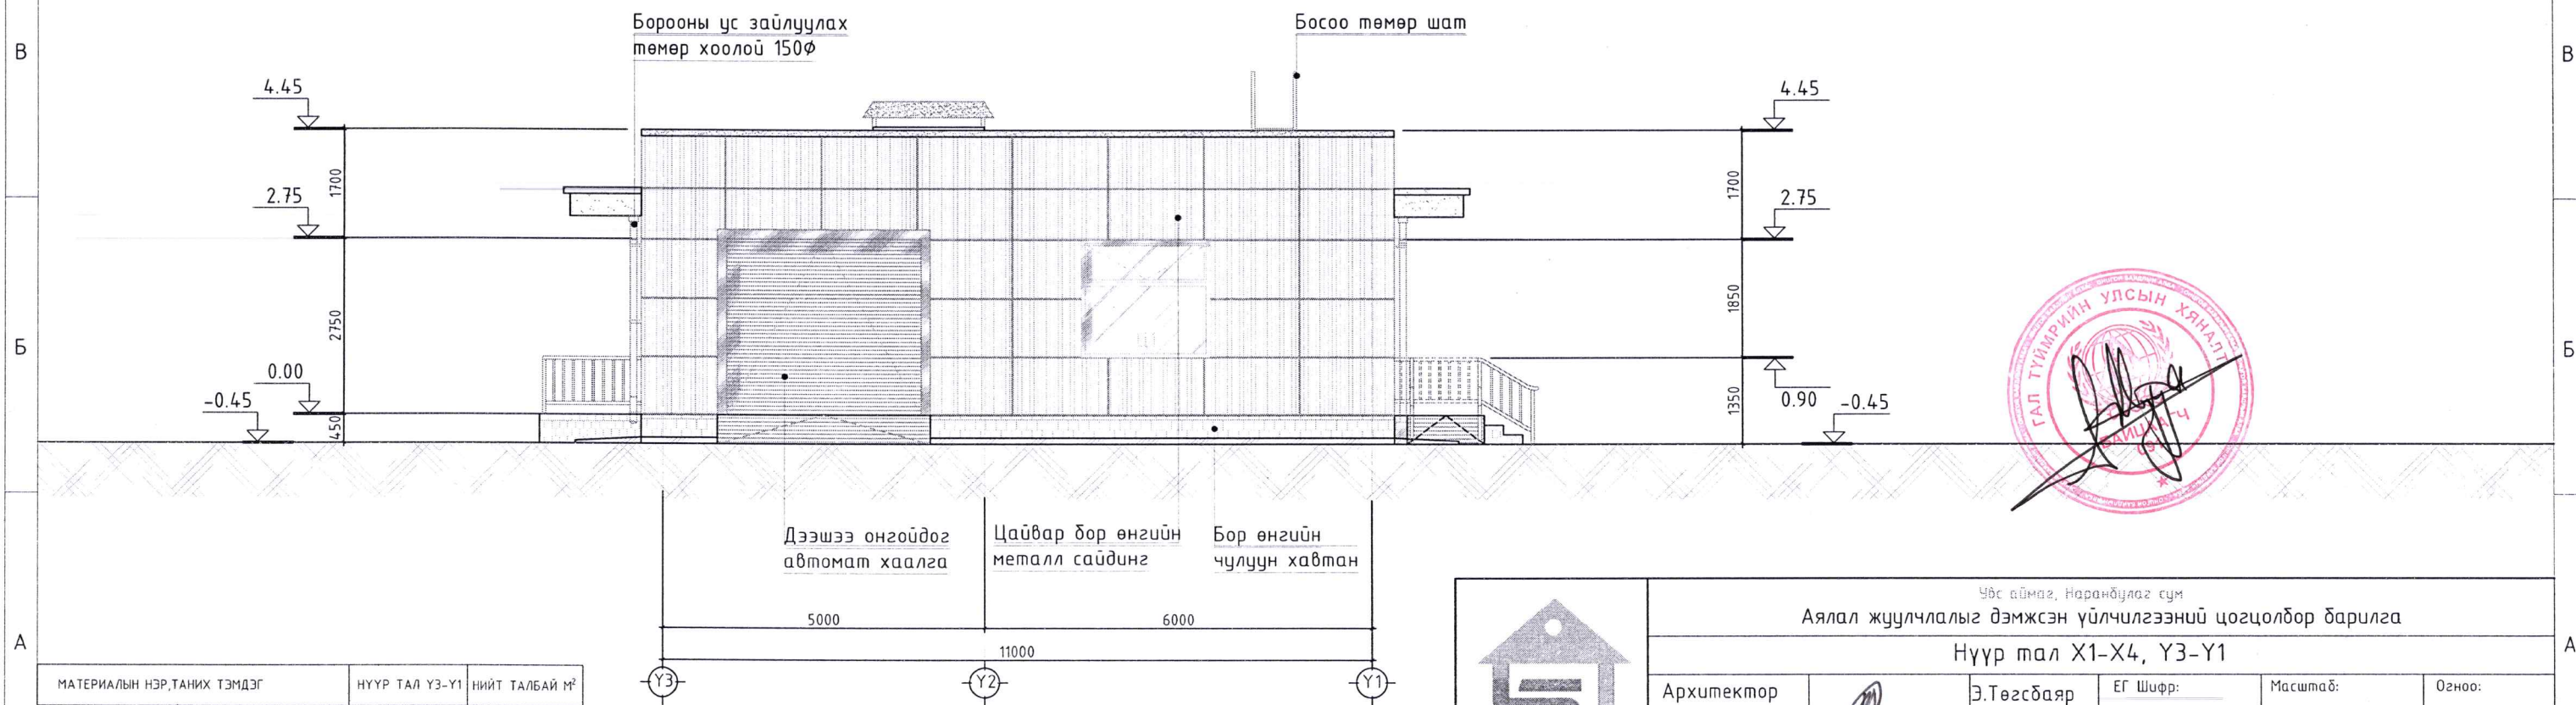 В
В
Борооны ус зайлуулах
төмөр хоолой 150Ф
Босоо төмөр шат
4.45
4.45
1700
1700
2.75
2.75
2750
1850
Б
Б
0.00
-0.45
450
1350
0.90
-0.45
ГАЛ ТҮЙМРИЙН УЛСЫН ХЯНАЛТ
Дээшээ онгойдог
автомат хаалга
Цайвар бор өнгийн
металл сайдинг
Бор өнгийн
чулуун хавтан
5000
6000
11000
Y3
Y2
Y1
А
А
МАТЕРИАЛЫН НЭР,ТАНИХ ТЭМДЭГ
НҮҮР ТАЛ Y3-Y1
НИЙТ ТАЛБАЙ М²
Увс аймаг, Наранбулаг сум
Аялал жуулчлалыг дэмжсэн үйлчилгээний цогцолбор барилга
Нүүр тал X1-X4, Y3-Y1
Архитектор
Э.Төгсбаяр
ЕГ Шифр:
Масштаб:
Огноо: